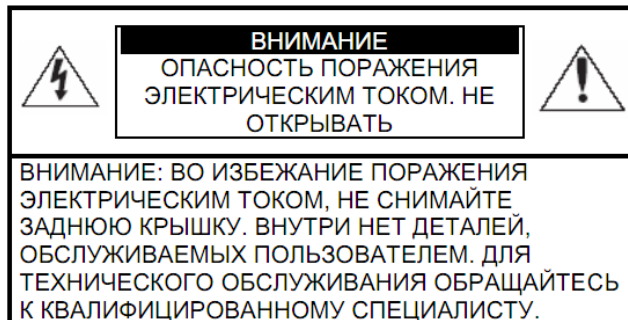 ВНИМАНИЕ
ОПАСНОСТЬ ПОРАЖЕНИЯ
ЭЛЕКТРИЧЕСКИМ ТОКОМ. НЕ
ОТКРЫВАТЬ
ВНИМАНИЕ: ВО ИЗБЕЖАНИЕ ПОРАЖЕНИЯ
ЭЛЕКТРИЧЕСКИМ ТОКОМ, НЕ СНИМАЙТЕ
ЗАДНЮЮ КРЫШКУ. ВНУТРИ НЕТ ДЕТАЛЕЙ,
ОБСЛУЖИВАЕМЫХ ПОЛЬЗОВАТЕЛЕМ. ДЛЯ
ТЕХНИЧЕСКОГО ОБСЛУЖИВАНИЯ ОБРАЩАЙТЕСЬ
К КВАЛИФИЦИРОВАННОМУ СПЕЦИАЛИСТУ.